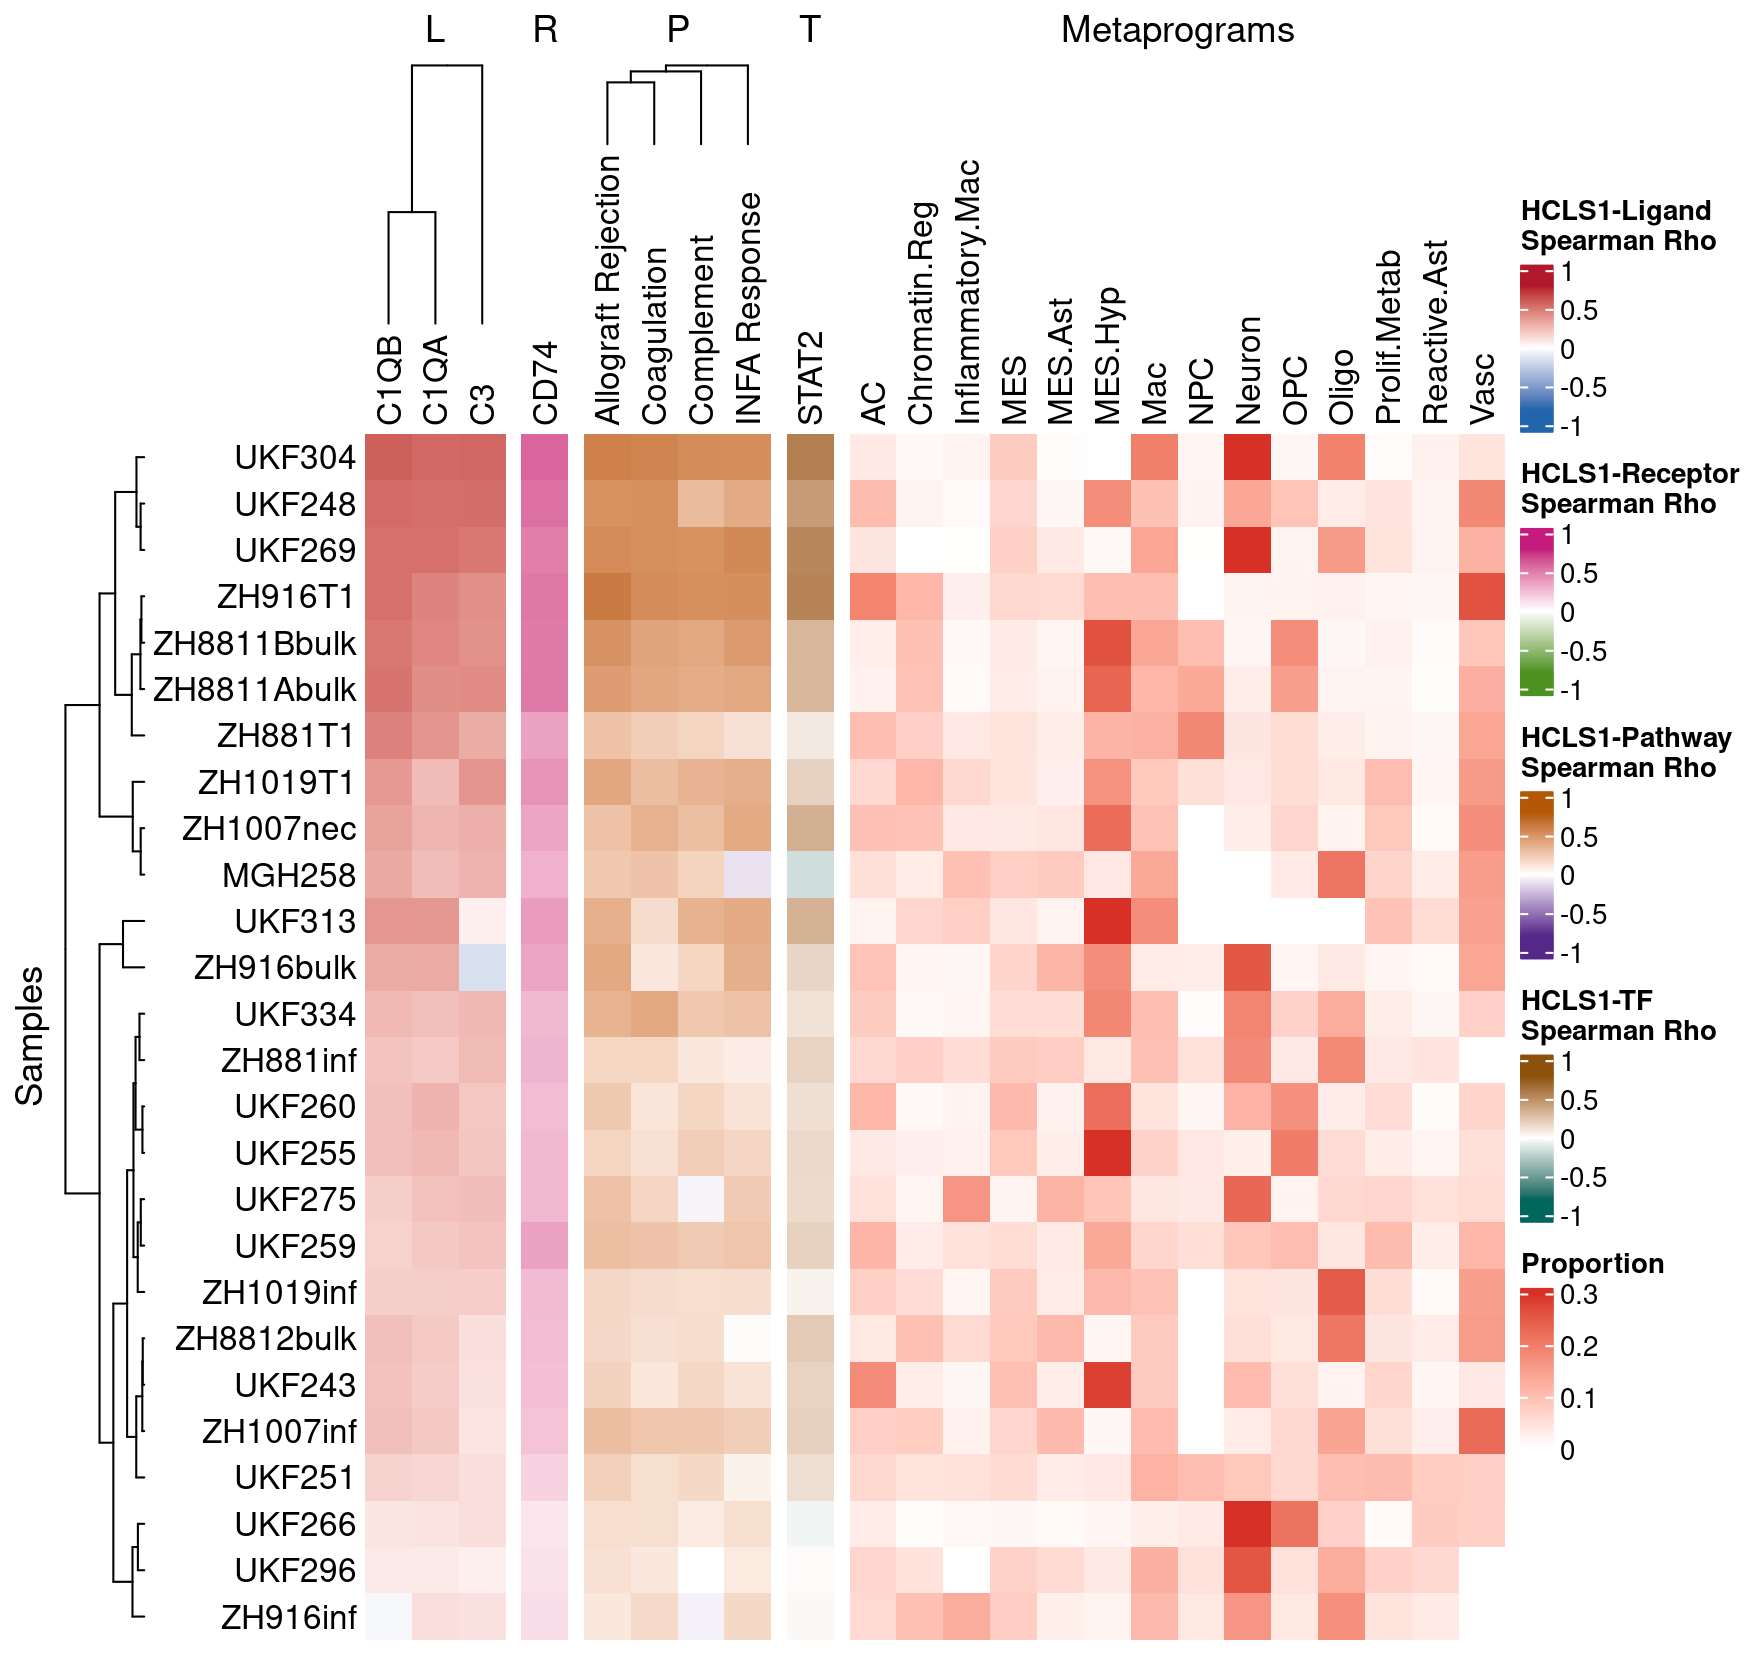 L R P T Metaprograms
C1QB
C1QA
C3
CD74
Allograft Rejection
Coagulation
Complement
INFA Response
STAT2
AC
Chromatin.Reg
Inflammatory.Mac
MES
MES.Ast
MES.Hyp
Mac
NPC
Neuron
OPC
Oligo
Prolif.Metab
Reactive.Ast
Vasc
Samples
UKF304
UKF248
UKF269
ZH916T1
ZH8811Bbulk
ZH8811Abulk
ZH881T1
ZH1019T1
ZH1007nec
MGH258
UKF313
ZH916bulk
UKF334
ZH881inf
UKF260
UKF255
UKF275
UKF259
ZH1019inf
ZH8812bulk
UKF243
ZH1007inf
UKF251
UKF266
UKF296
ZH916inf
HCLS1-Ligand
Spearman Rho
1
0.5
0
-0.5
-1
HCLS1-Receptor
Spearman Rho
1
0.5
0
-0.5
-1
HCLS1-Pathway
Spearman Rho
1
0.5
0
-0.5
-1
HCLS1-TF
Spearman Rho
1
0.5
0
-0.5
-1
Proportion
0.3
0.2
0.1
0